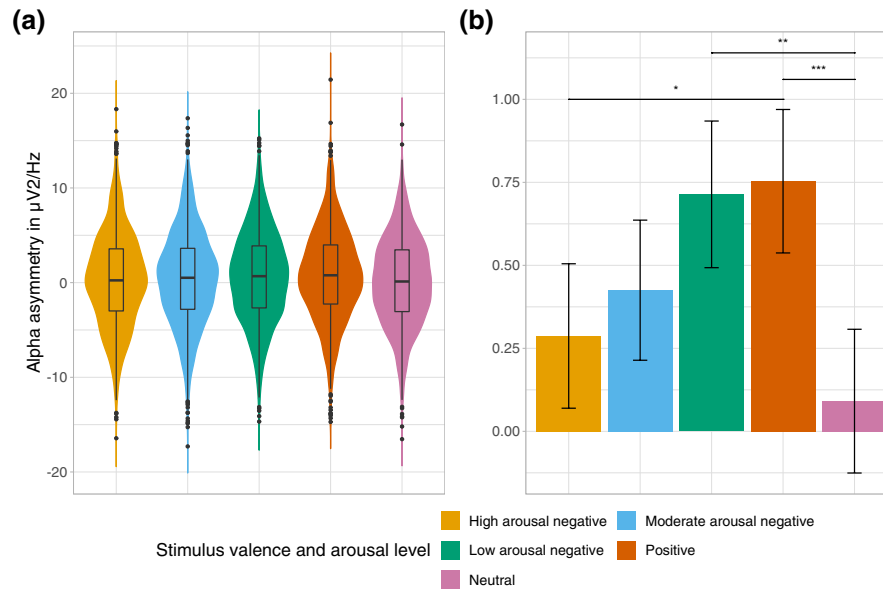 (a)
(b)
Alpha asymmetry in µV2/Hz
20
10
0
-10
-20
**
***
*
1.00
0.75
0.50
0.25
0.00
Stimulus valence and arousal level
High arousal negative
Moderate arousal negative
Low arousal negative
Positive
Neutral